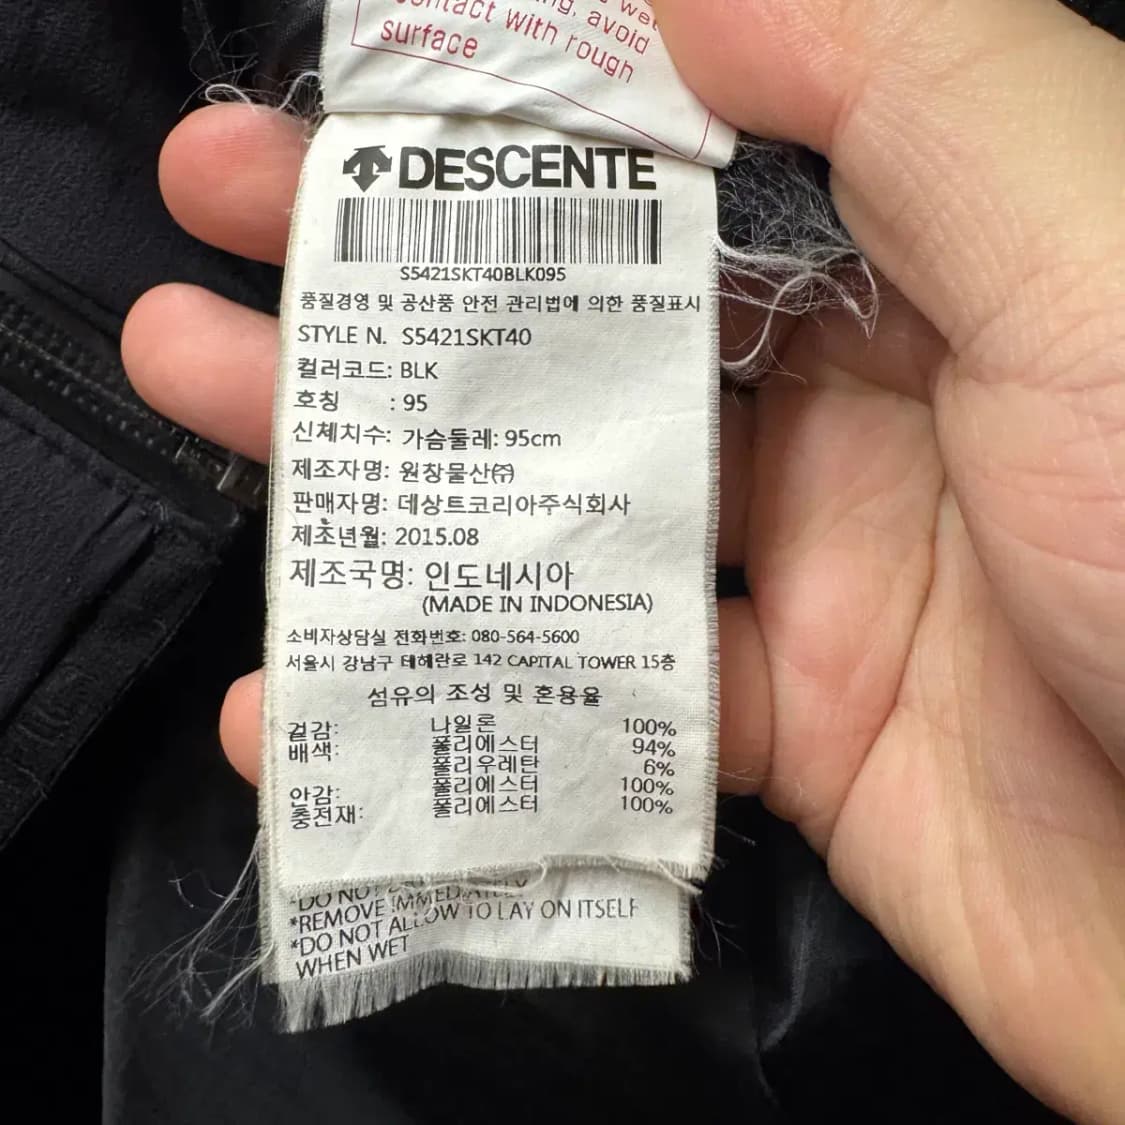 contact with rough
surface
avoid
DESCENTE
S5421SKT40BLK095
품질경영 및 공산품 안전 관리법에 의한 품질표시
STYLE N. S5421SKT40
컬러코드: BLK
호칭 : 95
신체치수: 가슴둘레: 95cm
제조자명: 원창물산㈜
판매자명: 데상트코리아주식회사
제조년월: 2015.08
제조국명: 인도네시아
(MADE IN INDONESIA)
소비자상담실 전화번호: 080-564-5600
서울시 강남구 테헤란로 142 CAPITAL TOWER 15층
섬유의 조성 및 혼용율
겉감: 나일론 100%
배색: 폴리에스터 94%
폴리우레탄 6%
안감: 폴리에스터 100%
충전재: 폴리에스터 100%
*DO NOT
*REMOVE IMMEDIATELY
*DO NOT ALLOW TO LAY ON ITSELF
WHEN WET